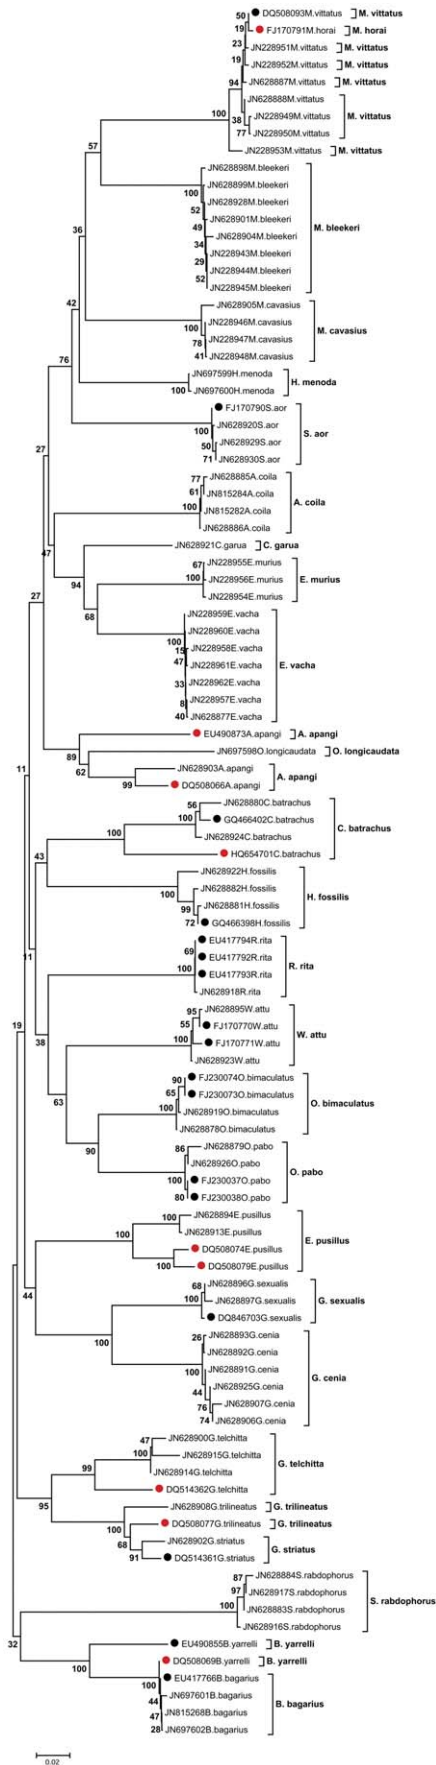 50 DQ508093M.vittatus M. vittatus
19 FJ170791M.horai M. horai
23 JN228951M.vittatus M. vittatus
19 JN228952M.vittatus M. vittatus
94 JN628887M.vittatus M. vittatus
JN628888M.vittatus
100 38 JN228949M.vittatus M. vittatus
77 JN228950M.vittatus
57 JN228953M.vittatus M. vittatus
JN628898M.bleekeri
100 JN628899M.bleekeri
52 JN628928M.bleekeri
49 JN628901M.bleekeri M. bleekeri
36 34 JN628904M.bleekeri
29 JN228943M.bleekeri
52 JN228944M.bleekeri
JN228945M.bleekeri
42 JN628905M.cavasius
100 JN228946M.cavasius
78 JN228947M.cavasius M. cavasius
41 JN228948M.cavasius
76 JN697599H.menoda
100 JN697600H.menoda H. menoda
FJ170790S.aor
100 JN628920S.aor
50 JN628929S.aor S. aor
27 71 JN628930S.aor
77 JN628885A.coila
61 JN815284A.coila
100 JN815282A.coila A. coila
JN628886A.coila
47 JN628921C.garua C. garua
67 JN228955E.murius
94 100 JN228956E.murius E. murius
JN228954E.murius
27 68 JN228959E.vacha
100 JN228960E.vacha
15 JN228958E.vacha
47 JN228961E.vacha E. vacha
33 JN228962E.vacha
8 JN228957E.vacha
40 JN628877E.vacha
EU490873A.apangi A. apangi
89 JN697598O.longicaudata O. longicaudata
11 62 JN628903A.apangi
99 DQ508066A.apangi A. apangi
56 JN628880C.batrachus
100 GQ466402C.batrachus
100 JN628924C.batrachus C. batrachus
43 HQ654701C.batrachus
JN628922H.fossilis
100 JN628882H.fossilis
99 JN628881H.fossilis H. fossilis
72 GQ466398H.fossilis
11 EU417794R.rita
69 EU417792R.rita
100 EU417793R.rita R. rita
JN628918R.rita
19 95 JN628895W.attu
38 55 FJ170770W.attu
100 FJ170771W.attu W. attu
JN628923W.attu
63 90 FJ230074O.bimaculatus
65 FJ230073O.bimaculatus
100 JN628919O.bimaculatus O. bimaculatus
JN628878O.bimaculatus
90 86 JN628879O.pabo
JN628926O.pabo
100 FJ230037O.pabo O. pabo
80 FJ230038O.pabo
100 JN628894E.pusillus
100 JN628913E.pusillus
DQ508074E.pusillus E. pusillus
100 DQ508079E.pusillus
44 68 JN628896G.sexualis
100 JN628897G.sexualis G. sexualis
DQ846703G.sexualis
100 26 JN628893G.cenia
JN628892G.cenia
100 JN628891G.cenia
44 JN628925G.cenia G. cenia
76 JN628907G.cenia
74 JN628906G.cenia
47 JN628900G.telchitta
100 JN628915G.telchitta
99 JN628914G.telchitta G. telchitta
DQ514362G.telchitta
95 JN628908G.trilineatus G. trilineatus
100 DQ508077G.trilineatus G. trilineatus
68 JN628902G.striatus
91 DQ514361G.striatus G. striatus
87 JN628884S.rabdophorus
97 JN628917S.rabdophorus
100 JN628883S.rabdophorus S. rabdophorus
JN628916S.rabdophorus
32 EU490855B.yarrelli B. yarrelli
100 DQ508069B.yarrelli B. yarrelli
100 EU417766B.bagarius
44 JN697601B.bagarius
47 JN815268B.bagarius B. bagarius
28 JN697602B.bagarius
0.02